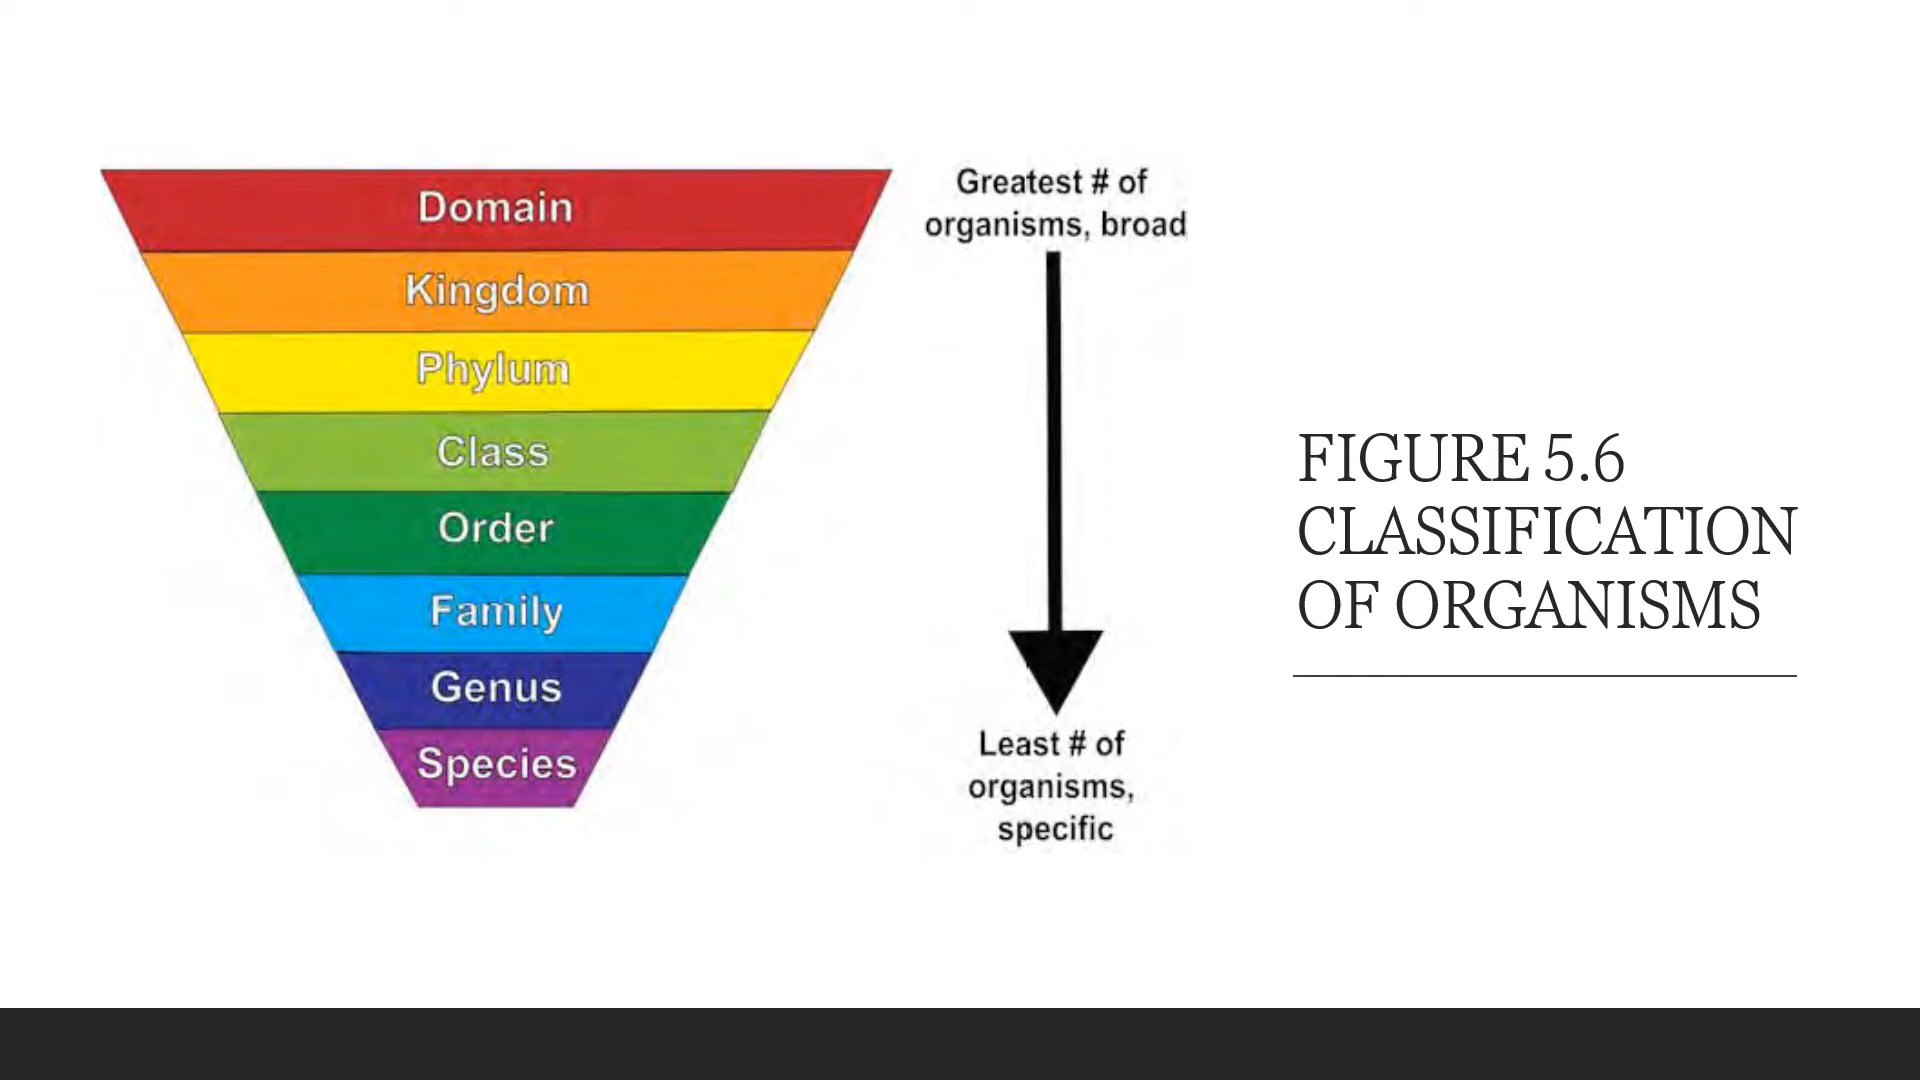 Domain
Kingdom
Phylum
Class
Order
Family
Genus
Species
Greatest # of
organisms, broad
Least # of
organisms,
specific
FIGURE 5.6
CLASSIFICATION
OF ORGANISMS